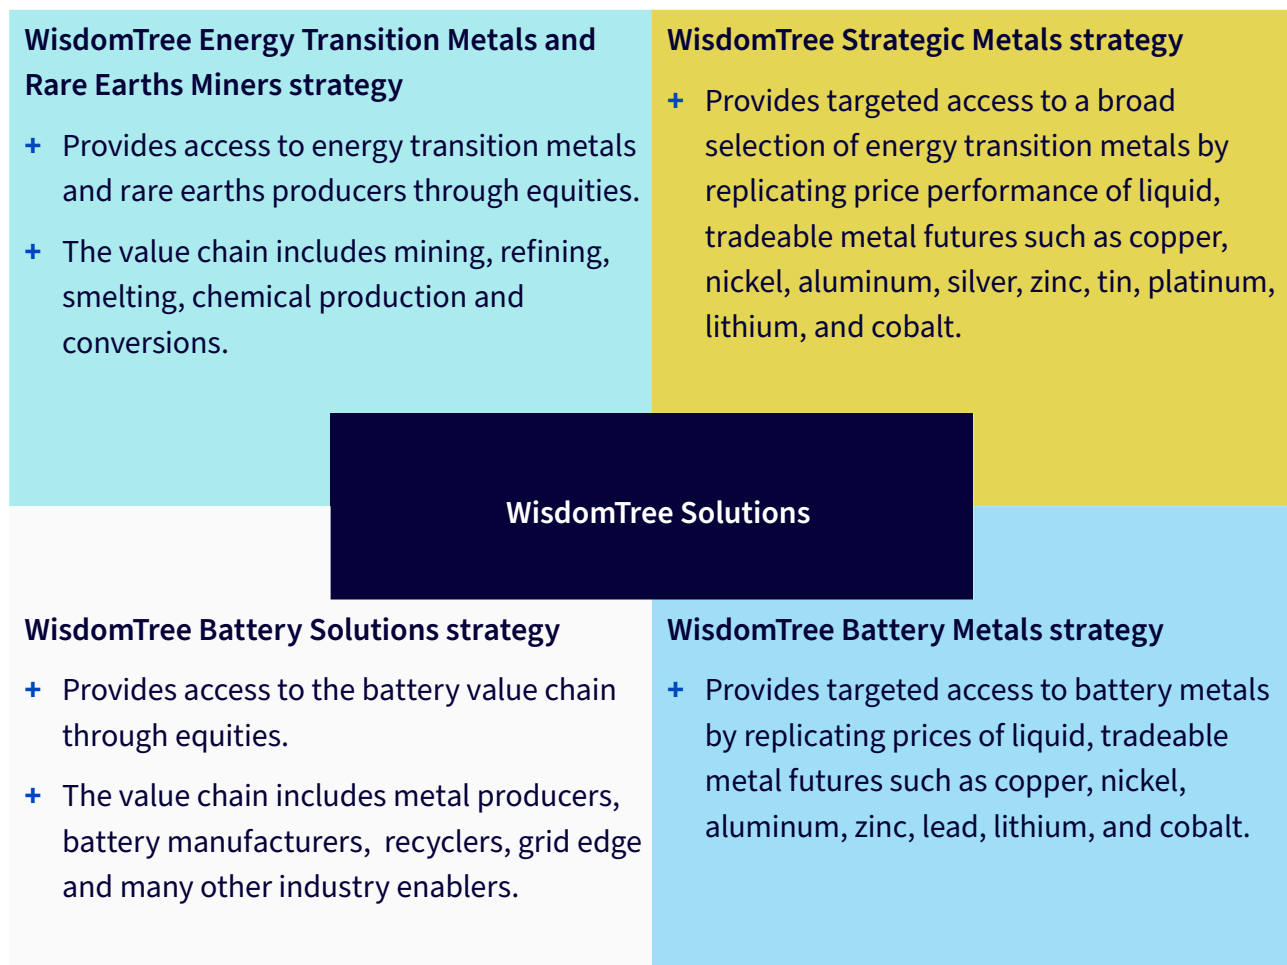 WisdomTree Energy Transition Metals and
Rare Earths Miners strategy
+ Provides access to energy transition metals
and rare earths producers through equities.
+ The value chain includes mining, refining,
smelting, chemical production and
conversions.
WisdomTree Strategic Metals strategy
+ Provides targeted access to a broad
selection of energy transition metals by
replicating price performance of liquid,
tradeable metal futures such as copper,
nickel, aluminum, silver, zinc, tin, platinum,
lithium, and cobalt.
WisdomTree Solutions
WisdomTree Battery Solutions strategy
+ Provides access to the battery value chain
through equities.
+ The value chain includes metal producers,
battery manufacturers, recyclers, grid edge
and many other industry enablers.
WisdomTree Battery Metals strategy
+ Provides targeted access to battery metals
by replicating prices of liquid, tradeable
metal futures such as copper, nickel,
aluminum, zinc, lead, lithium, and cobalt.